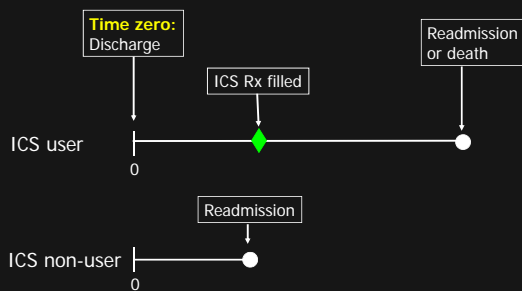 Time zero:
Discharge
Readmission
or death
ICS Rx filled
ICS user
0
Readmission
ICS non-user
0